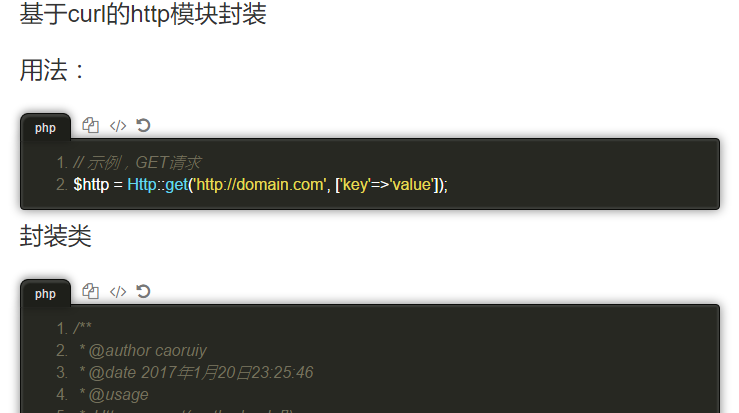 基于curl的http模块封装
用法：
php
1. // 示例，GET请求
2. $http = Http::get('http://domain.com', ['key'=>'value']);
封装类
php
1. /**
2. * @author caoruiy
3. * @date 2017年1月20日23:25:46
4. * @usage